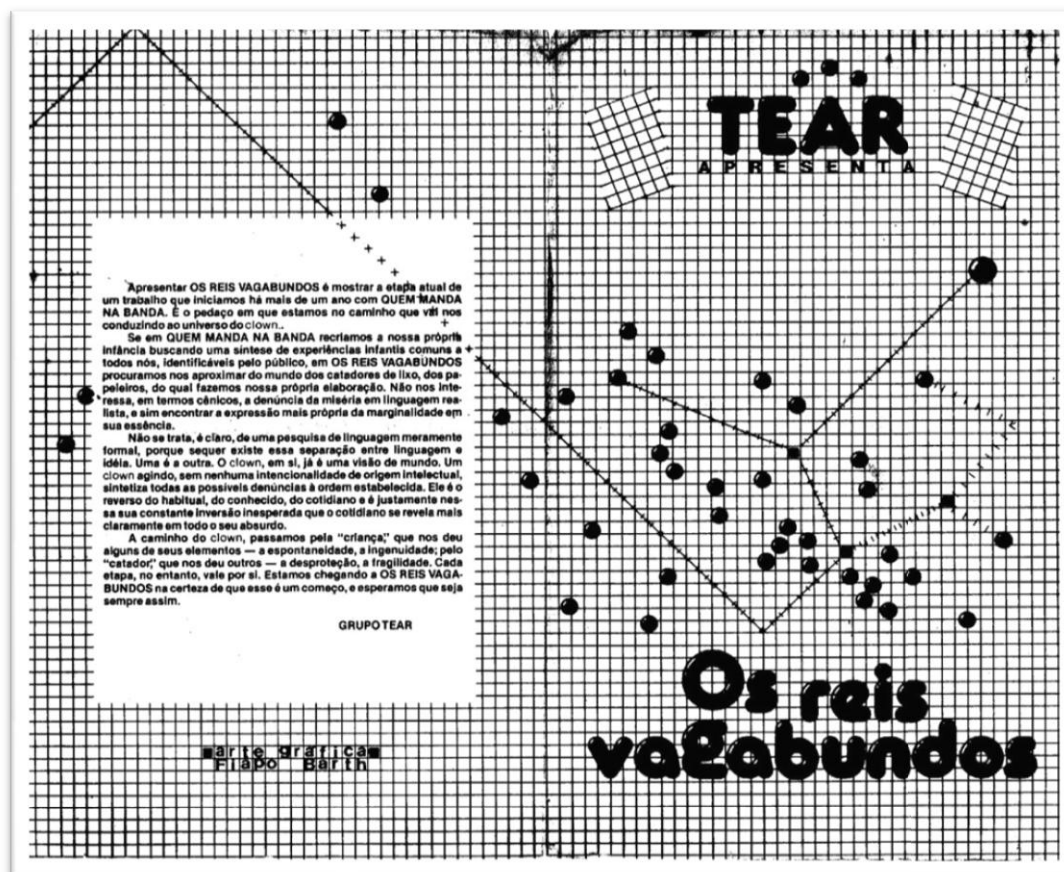 Apresentar OS REIS VAGABUNDOS é mostrar a etapa atual de
um trabalho que iniciamos há mais de um ano com QUEM MANDA
NA BANDA. É o pedaço em que estamos no caminho que vai nos
conduzindo ao universo do clown..
Se em QUEM MANDA NA BANDA recriamos a nossa própria
infância buscando uma síntese de experiências infantis comuns a
todos nós, identificáveis pelo público, em OS REIS VAGABUNDOS
procuramos nos aproximar do mundo dos catadores de lixo, dos pa-
peleiros, do qual fazemos nossa própria elaboração. Não nos inte-
ressa, em termos cênicos, a denúncia da miséria em linguagem rea-
lista, e sim encontrar a expressão mais própria da marginalidade em
sua essência.
Não se trata, é claro, de uma pesquisa de linguagem meramente
formal, porque sequer existe essa separação entre linguagem e
idéia. Uma é a outra. O clown, em si, já é uma visão de mundo. Um
clown agindo, sem nenhuma intencionalidade de origem intelectual,
sintetiza todas as possíveis denúncias à ordem estabelecida. Ele é o
reverso do habitual, do conhecido, do cotidiano e é justamente nes-
sa sua constante inversão inesperada que o cotidiano se revela mais
claramente em todo o seu absurdo.
A caminho do clown, passamos pela "criança," que nos deu
alguns de seus elementos — a espontaneidade, a ingenuidade; pelo
"catador," que nos deu outros — a desproteção, a fragilidade. Cada
etapa, no entanto, vale por si. Estamos chegando a OS REIS VAGA-
BUNDOS na certeza de que esse é um começo, e esperamos que seja
sempre assim.
GRUPO TEAR
arte gráfica
Fiapo Barth
TEAR
APRESENTA
Os reis
vagabundos